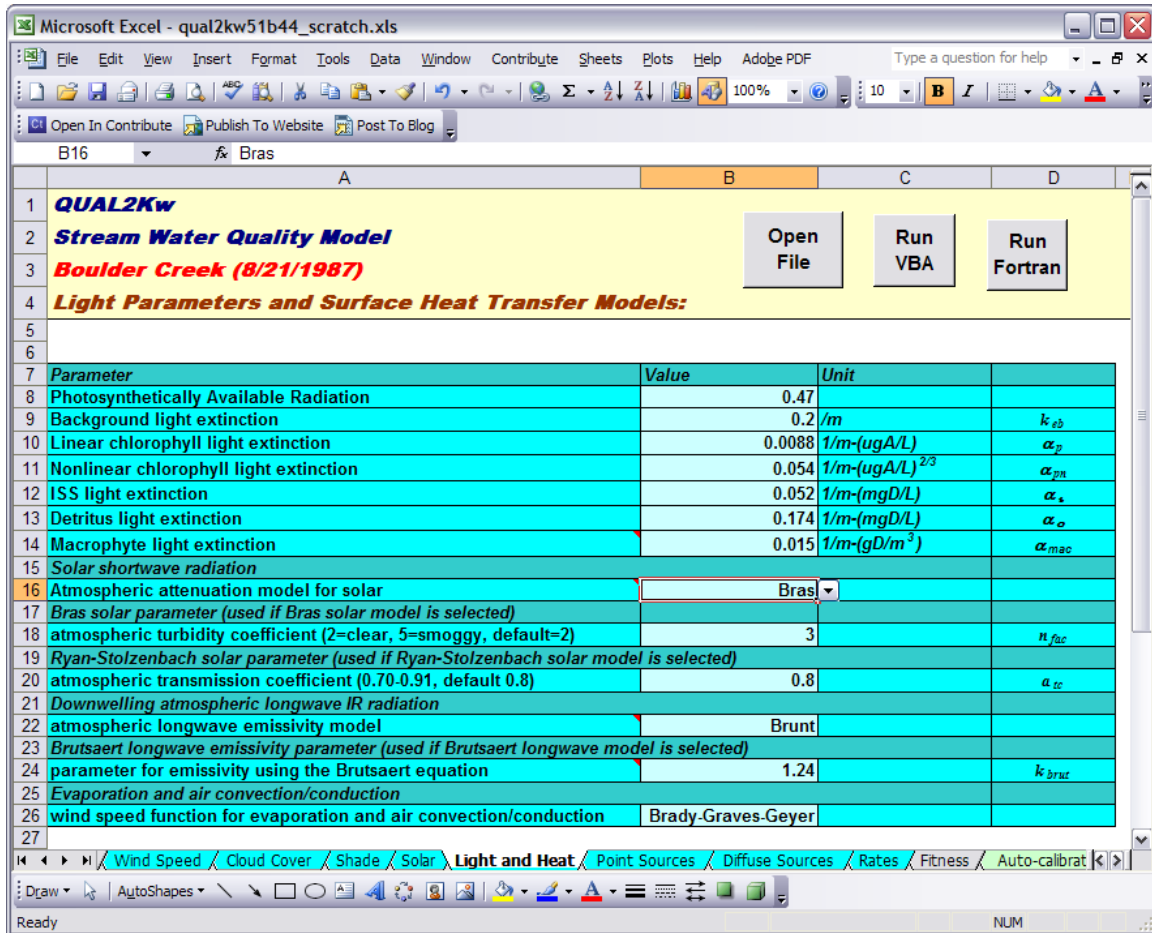 Microsoft Excel - qual2kw51b44_scratch.xls
File Edit View Insert Format Tools Data Window Contribute Sheets Plots Help Adobe PDF Type a question for help
100% 10 B I A
Open In Contribute Publish To Website Post To Blog
B16 fx Bras
A B C D
1 QUAL2Kw
2 Stream Water Quality Model Open Run Run
3 Boulder Creek (8/21/1987) File VBA Fortran
4 Light Parameters and Surface Heat Transfer Models:
5
6
7 Parameter Value Unit
8 Photosynthetically Available Radiation 0.47
9 Background light extinction 0.2 /m k eb
10 Linear chlorophyll light extinction 0.0088 1/m-(ugA/L) α p
11 Nonlinear chlorophyll light extinction 0.054 1/m-(ugA/L) 2/3 α pn
12 ISS light extinction 0.052 1/m-(mgD/L) α s
13 Detritus light extinction 0.174 1/m-(mgD/L) α o
14 Macrophyte light extinction 0.015 1/m-(gD/m 3) α mac
15 Solar shortwave radiation
16 Atmospheric attenuation model for solar Bras
17 Bras solar parameter (used if Bras solar model is selected)
18 atmospheric turbidity coefficient (2=clear, 5=smoggy, default=2) 3 n fac
19 Ryan-Stolzenbach solar parameter (used if Ryan-Stolzenbach solar model is selected)
20 atmospheric transmission coefficient (0.70-0.91, default 0.8) 0.8 a tc
21 Downwelling atmospheric longwave IR radiation
22 atmospheric longwave emissivity model Brunt
23 Brutsaert longwave emissivity parameter (used if Brutsaert longwave model is selected)
24 parameter for emissivity using the Brutsaert equation 1.24 k brut
25 Evaporation and air convection/conduction
26 wind speed function for evaporation and air convection/conduction Brady-Graves-Geyer
27
Wind Speed Cloud Cover Shade Solar Light and Heat Point Sources Diffuse Sources Rates Fitness Auto-calibrat
Draw AutoShapes A A
Ready NUM